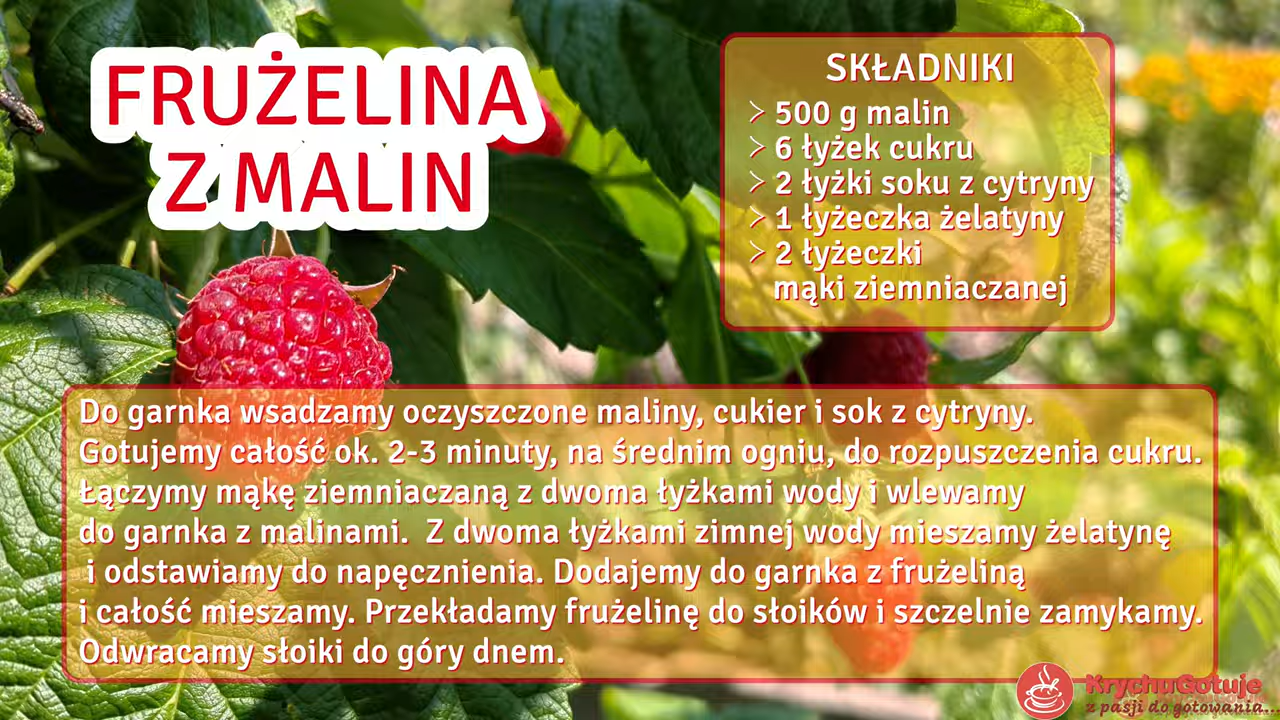 FRUŻELINA
Z MALIN
SKŁADNIKI
500 g malin
6 łyżek cukru
2 łyżki soku z cytryny
1 łyżeczka żelatyny
2 łyżeczki
mąki ziemniaczanej
Do garnka wsadzamy oczyszczone maliny, cukier i sok z cytryny.
Gotujemy całość ok. 2-3 minuty, na średnim ogniu, do rozpuszczenia cukru.
Łączymy mąkę ziemniaczaną z dwoma łyżkami wody i wlewamy
do garnka z malinami. Z dwoma łyżkami zimnej wody mieszamy żelatynę
i odstawiamy do napęcznienia. Dodajemy do garnka z frużeliną
i całość mieszamy. Przekładamy frużelinę do słoików i szczelnie zamykamy.
Odwracamy słoiki do góry dnem.
KrychuGotuje
z pasji do gotowania...